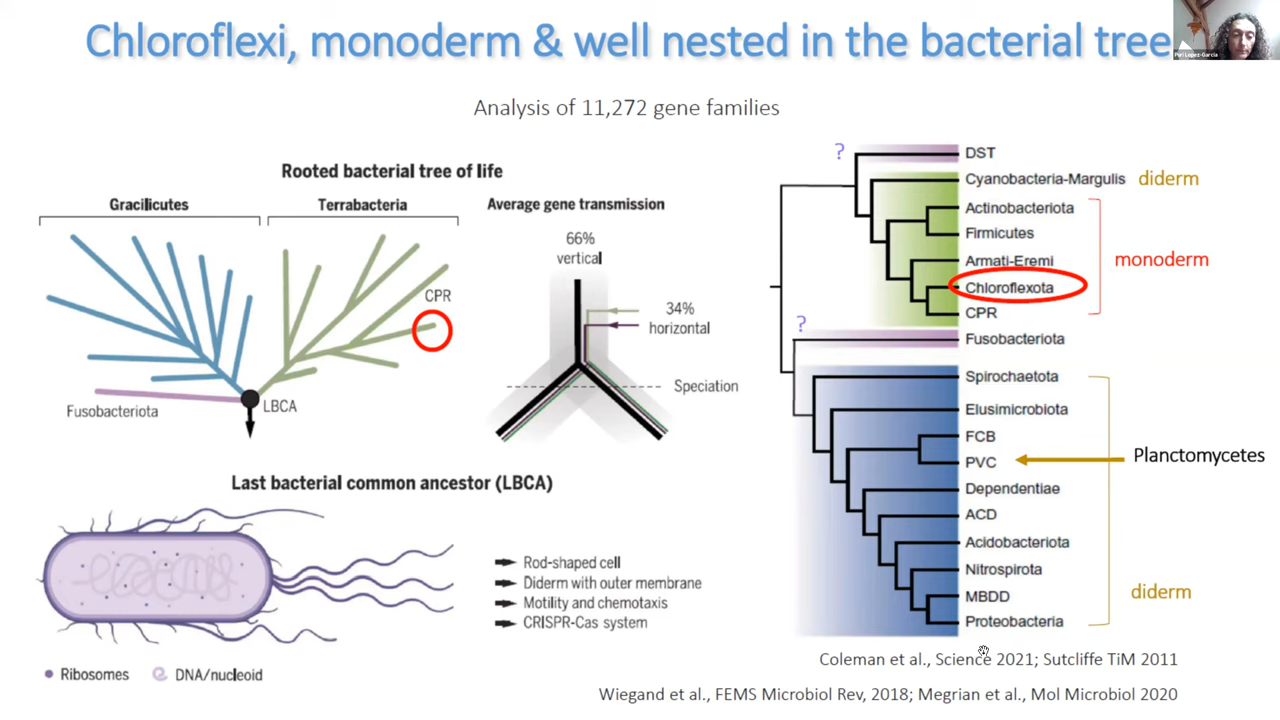 Chloroflexi, monoderm & well nested in the bacterial tree
Puri Lopez-Garcia
Analysis of 11,272 gene families
Rooted bacterial tree of life
Gracilicutes
Terrabacteria
CPR
Fusobacteriota
LBCA
Average gene transmission
66%
vertical
34%
horizontal
Speciation
Last bacterial common ancestor (LBCA)
Rod-shaped cell
Diderm with outer membrane
Motility and chemotaxis
CRISPR-Cas system
Ribosomes
DNA/nucleoid
?
DST
Cyanobacteria-Margulis
diderm
Actinobacteriota
Firmicutes
Armati-Eremi
monoderm
Chloroflexota
CPR
?
Fusobacteriota
Spirochaetota
Elusimicrobiota
FCB
PVC
Planctomycetes
Dependentiae
ACD
Acidobacteriota
Nitrospirota
MBDD
diderm
Proteobacteria
Coleman et al., Science 2021; Sutcliffe TiM 2011
Wiegand et al., FEMS Microbiol Rev, 2018; Megrian et al., Mol Microbiol 2020